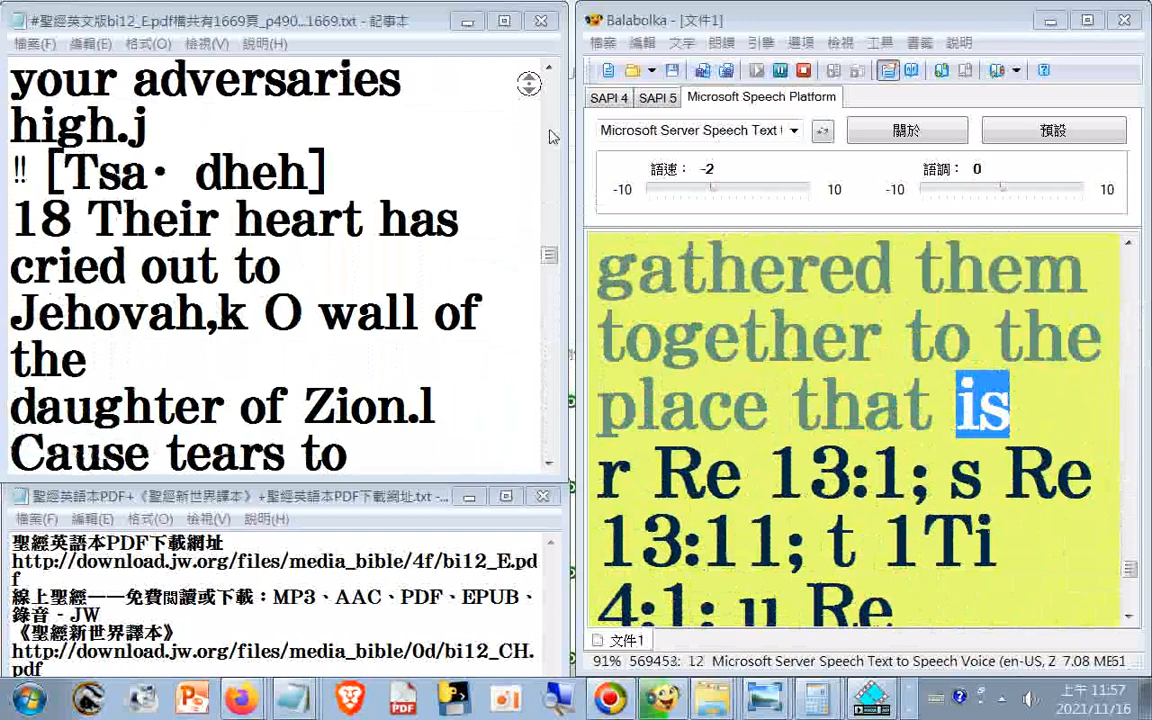 #聖經英文版bi12_E.pdf檔共有1669頁_p490...1669.txt - 記事本
檔案(F) 編輯(E) 格式(O) 檢視(V) 說明(H)
your adversaries
high.j
‼ [Tsa· dheh]
18 Their heart has
cried out to
Jehovah,k O wall of
the
daughter of Zion.l
Cause tears to
聖經英語本PDF+《聖經新世界譯本》+聖經英語本PDF下載網址.txt -...
檔案(F) 編輯(E) 格式(O) 檢視(V) 說明(H)
聖經英語本PDF下載網址
http://download.jw.org/files/media_bible/4f/bi12_E.pd
f
線上聖經──免費閱讀或下載：MP3、AAC、PDF、EPUB、
錄音 - JW
《聖經新世界譯本》
http://download.jw.org/files/media_bible/0d/bi12_CH.
pdf
Balabolka - [文件1]
檔案 編輯 文字 朗讀 引擎 選項 檢視 工具 書籤 說明
SAPI 4 SAPI 5 Microsoft Speech Platform
Microsoft Server Speech Text 關於 預設
語速： -2 語調： 0
-10 10 -10 10
gathered them
together to the
place that is
r Re 13:1; s Re
13:11; t 1Ti
4:1; u Re
文件1
91% 569453: 12 Microsoft Server Speech Text to Speech Voice (en-US, Z 7.08 ME51
上午 11:57
2021/11/16